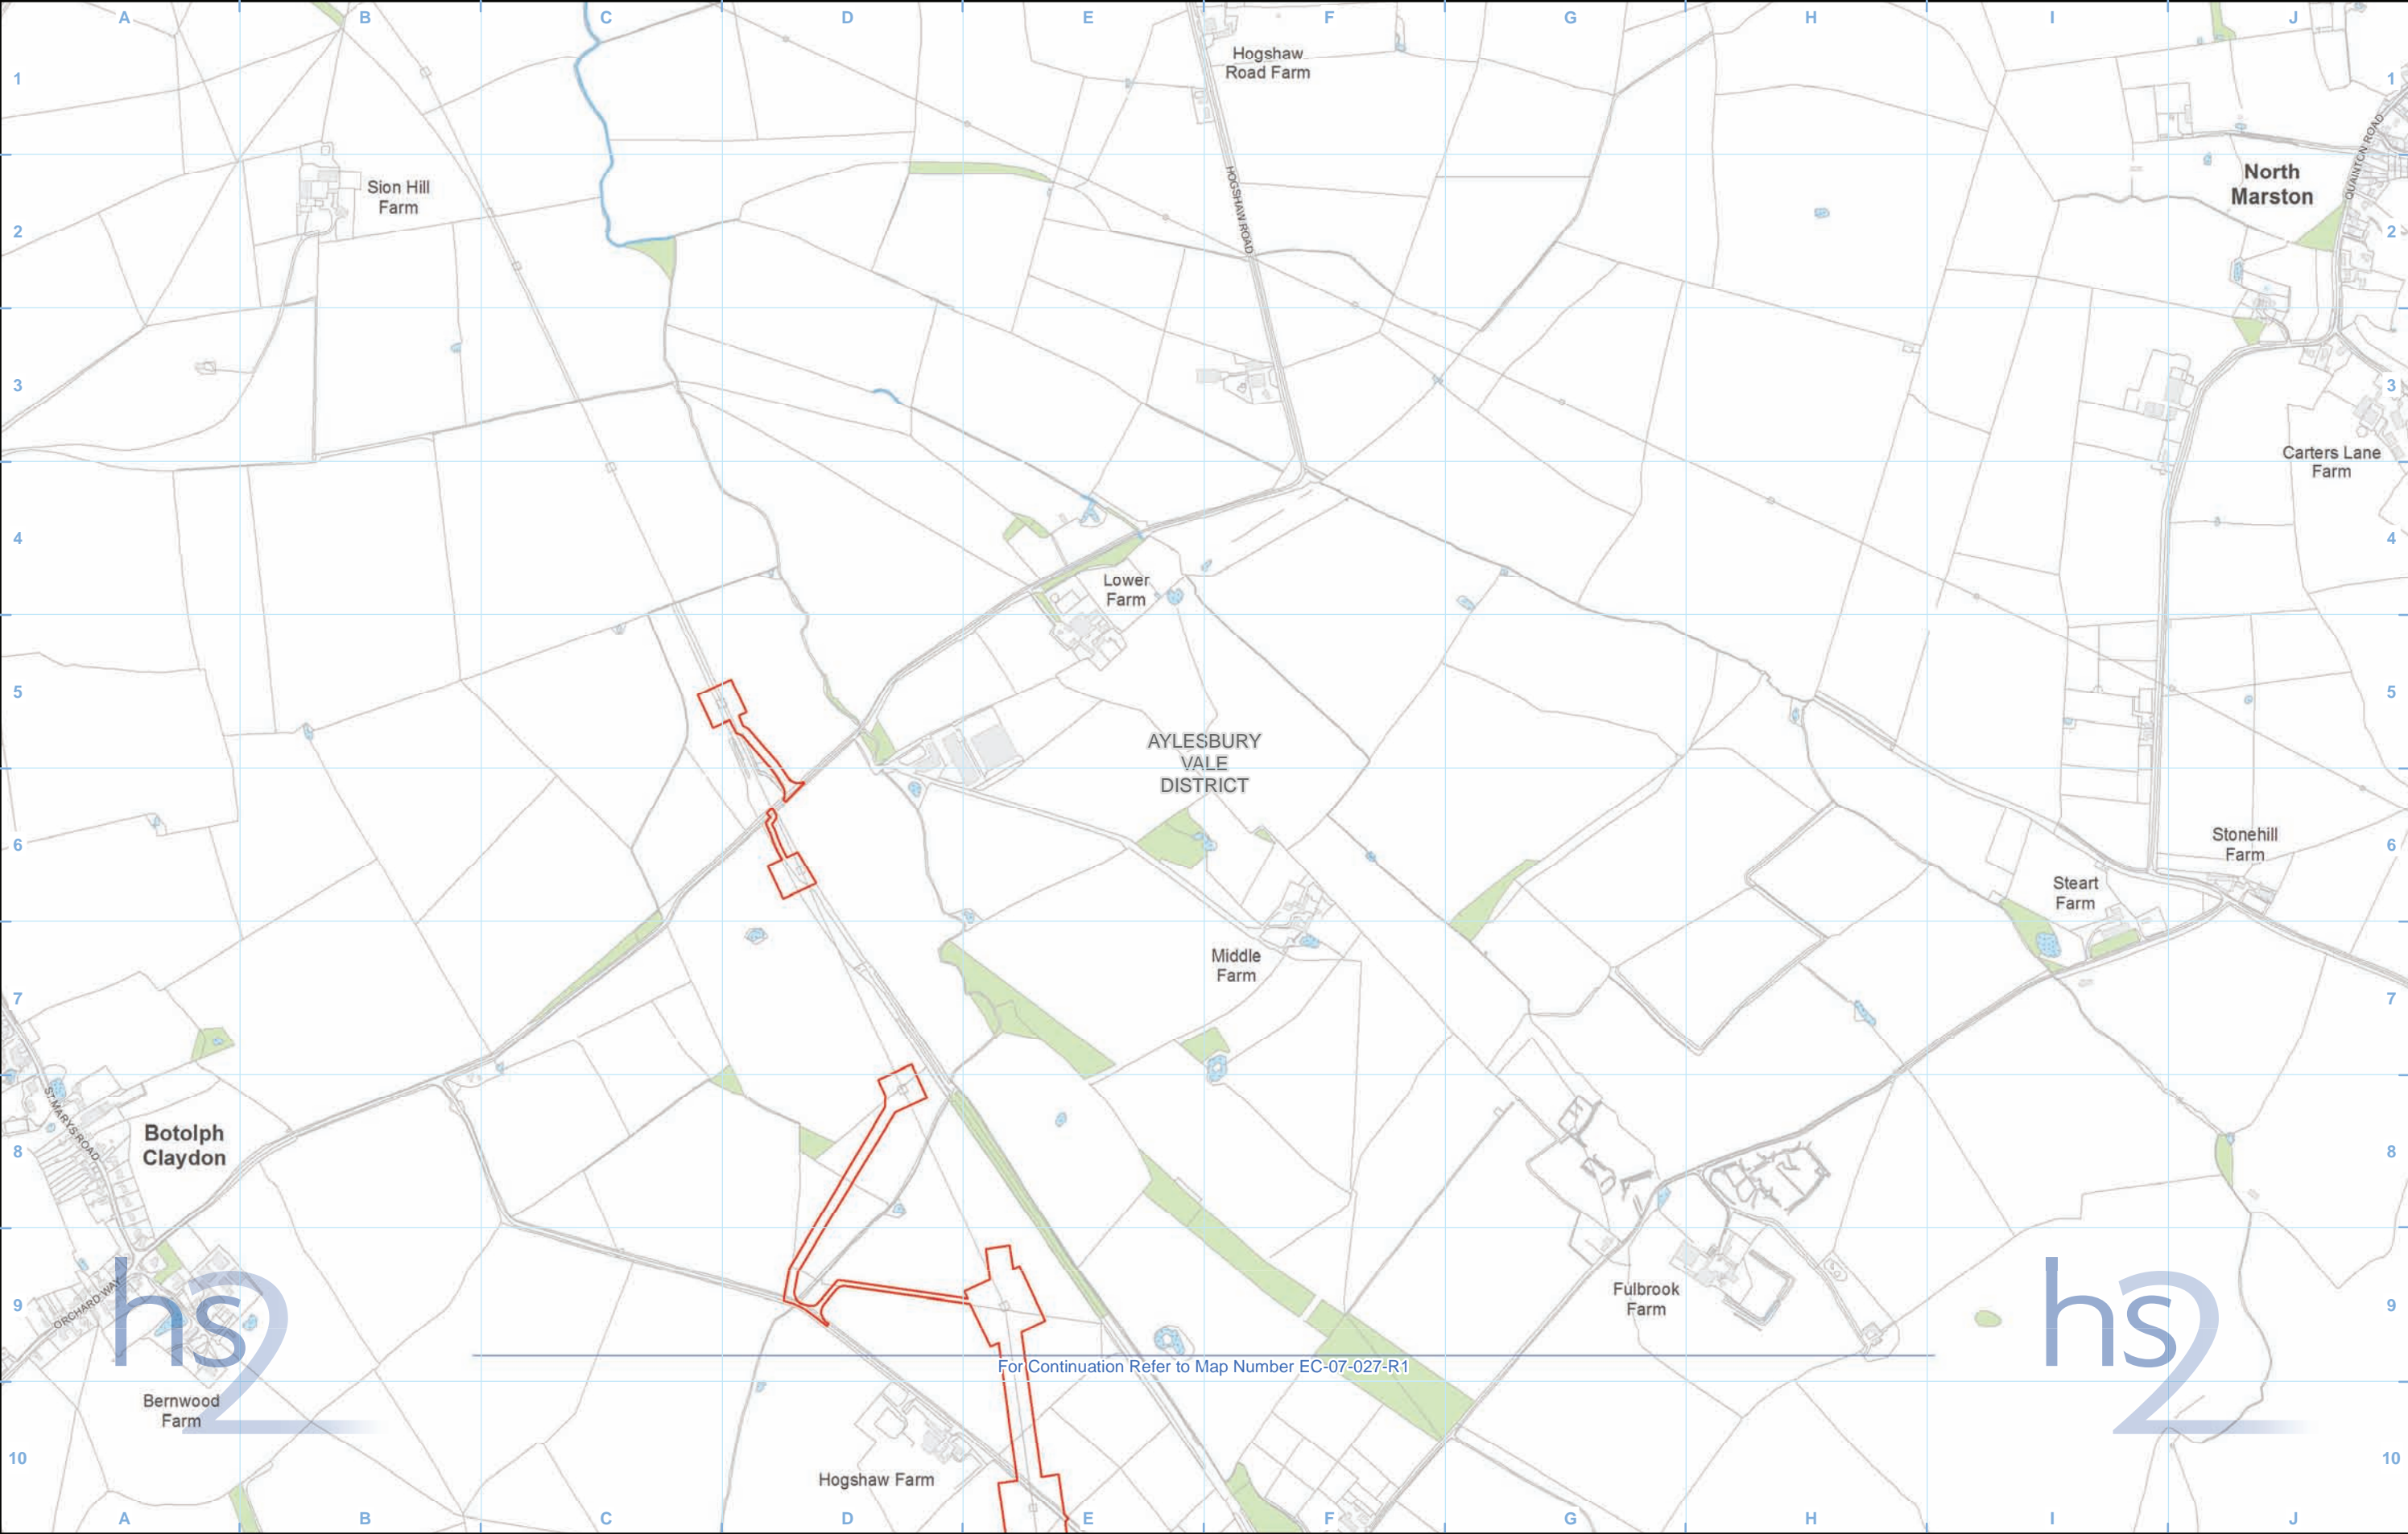 A B C D E F G H I J
1 1
Hogshaw
Road Farm
QUAINTON ROAD
Sion Hill
Farm
HOGSHAW ROAD
North
Marston
2 2
3 3
Carters Lane
Farm
4 4
Lower
Farm
5 5
AYLESBURY
VALE
DISTRICT
6 6
Stonehill
Farm
Steart
Farm
Middle
Farm
7 7
ST MARYS ROAD
Botolph
Claydon
8 8
ORCHARD WAY
9 9
Fulbrook
Farm
hs2
hs2
For Continuation Refer to Map Number EC-07-027-R1
Bernwood
Farm
10 10
Hogshaw Farm
A B C D E F G H I J